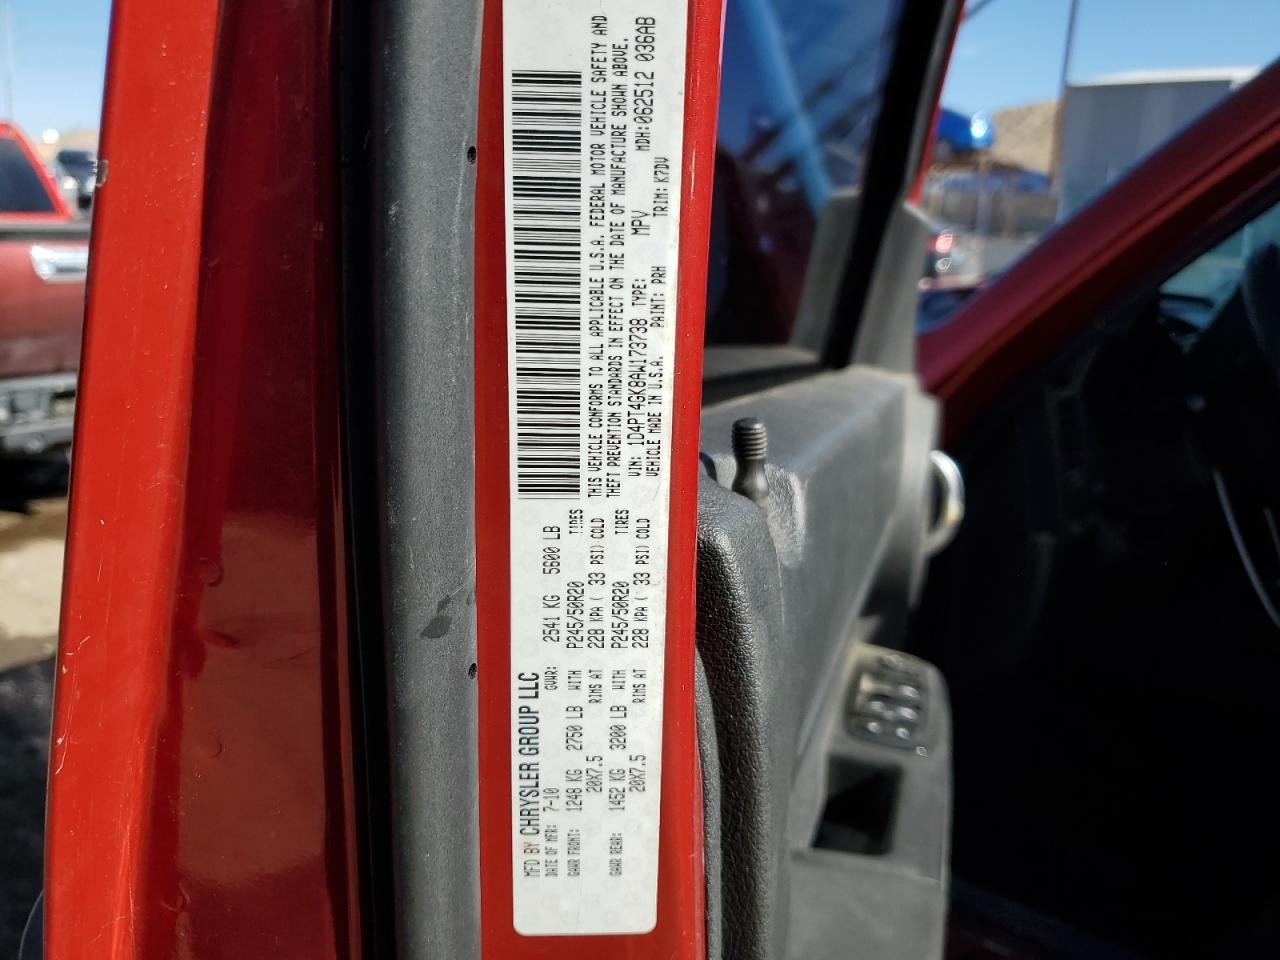 MFD BY CHRYSLER GROUP LLC
DATE OF MFR: 7-10 GVWR: 2541 KG 5600 LB
GAWR FRONT: 1248 KG 2750 LB WITH P245/50R20 TIRES
20X7.5 RIMS AT 228 KPA ( 33 PSI) COLD
GAWR REAR: 1452 KG 3200 LB WITH P245/50R20 TIRES
20X7.5 RIMS AT 228 KPA ( 33 PSI) COLD
THIS VEHICLE CONFORMS TO ALL APPLICABLE U.S.A. FEDERAL MOTOR VEHICLE SAFETY AND
THEFT PREVENTION STANDARDS IN EFFECT ON THE DATE OF MANUFACTURE SHOWN ABOVE.
VIN: 1D4PT4GK8AW173738 TYPE: MPV MDH:062512 036AB
VEHICLE MADE IN U.S.A. PAINT: PRH TRIM: K7DV